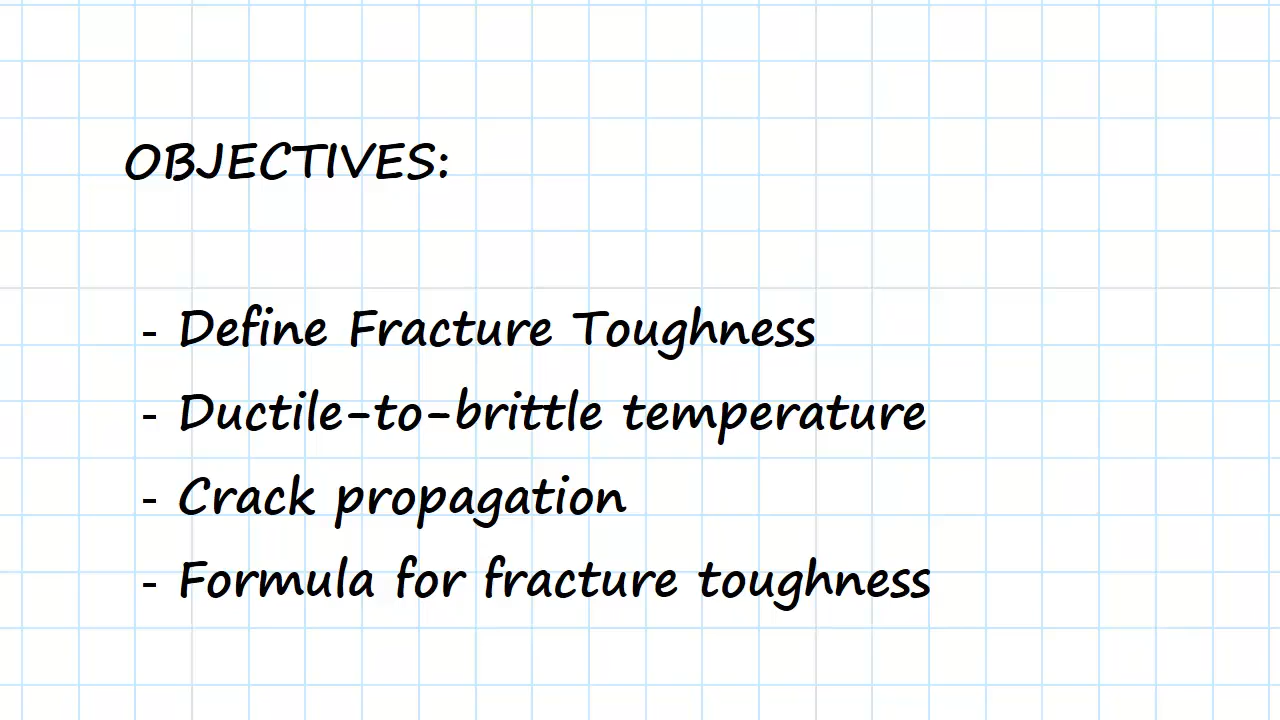 OBJECTIVES:
- Define Fracture Toughness
- Ductile-to-brittle temperature
- Crack propagation
- Formula for fracture toughness